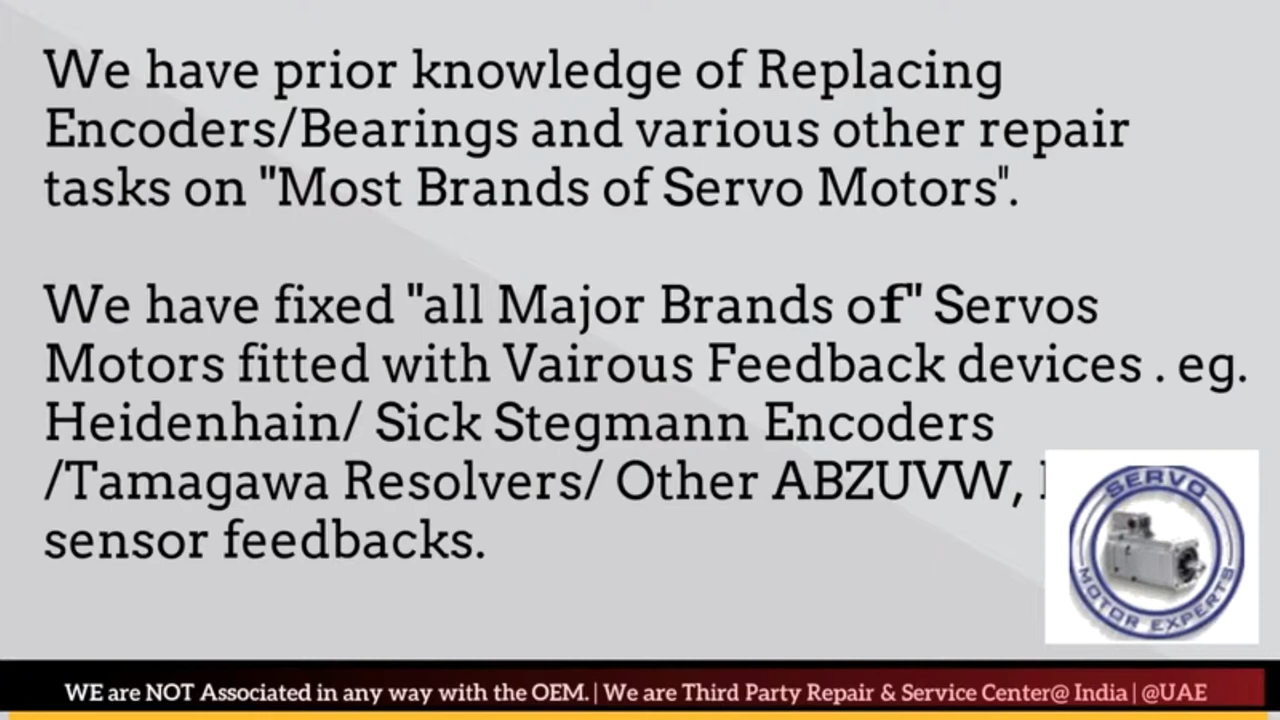 We have prior knowledge of Replacing
Encoders/Bearings and various other repair
tasks on "Most Brands of Servo Motors".
We have fixed "all Major Brands of" Servos
Motors fitted with Vairous Feedback devices . eg.
Heidenhain/ Sick Stegmann Encoders
/Tamagawa Resolvers/ Other ABZUVW,
sensor feedbacks.
SERVO
MOTOR EXPERTS
WE are NOT Associated in any way with the OEM. | We are Third Party Repair & Service Center@ India | @UAE